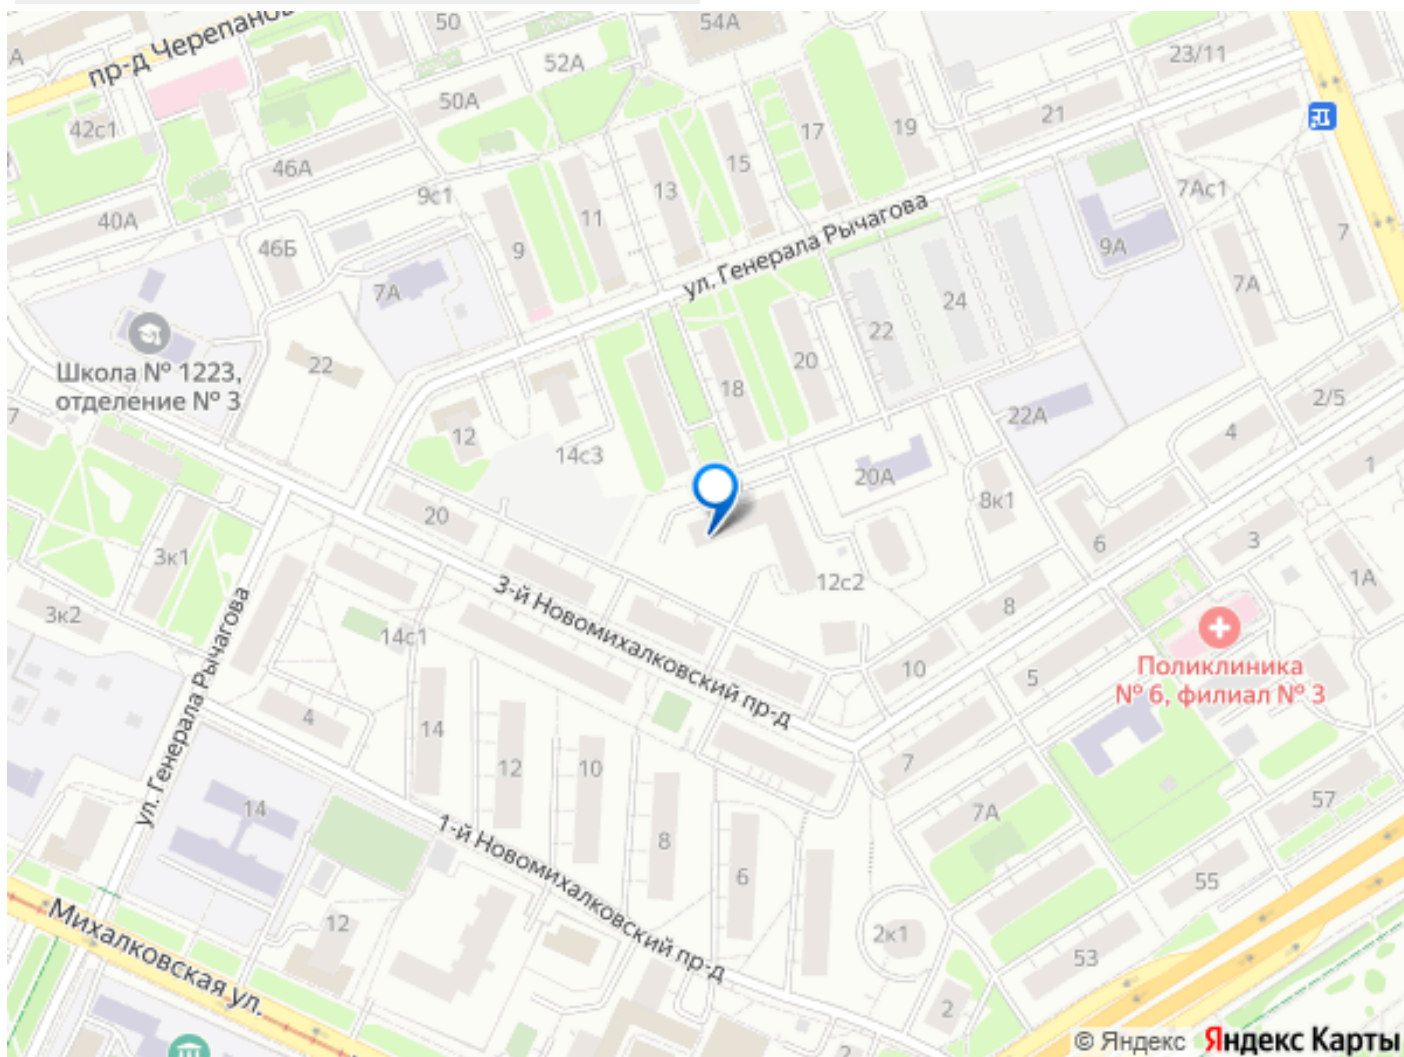 54А
50
пр-д Черепанов
23/11
А
52А
50А
21
17
19
42с1
15
46А
13
7Ас1
9с1
40А
11
ул. Генерала Рычагова
7
46Б
9
9А
7А
7А
24
22
Школа № 1223,
отделение № 3
22
20
18
2/5
7
22А
4
12
14с3
1
20А
8к1
20
6
3
3к1
1А
12с2
3-й Новомихалковский пр-д
8
3к2
14с1
ул. Генерала Рычагова
10
5
Поликлиника
№ 6, филиал № 3
4
14
7
12
10
57
14
7А
1-й Новомихалковский пр-д
8
6
55
Михалковская ул.
12
2к1
53
2
2
© Яндекс Яндекс Карты